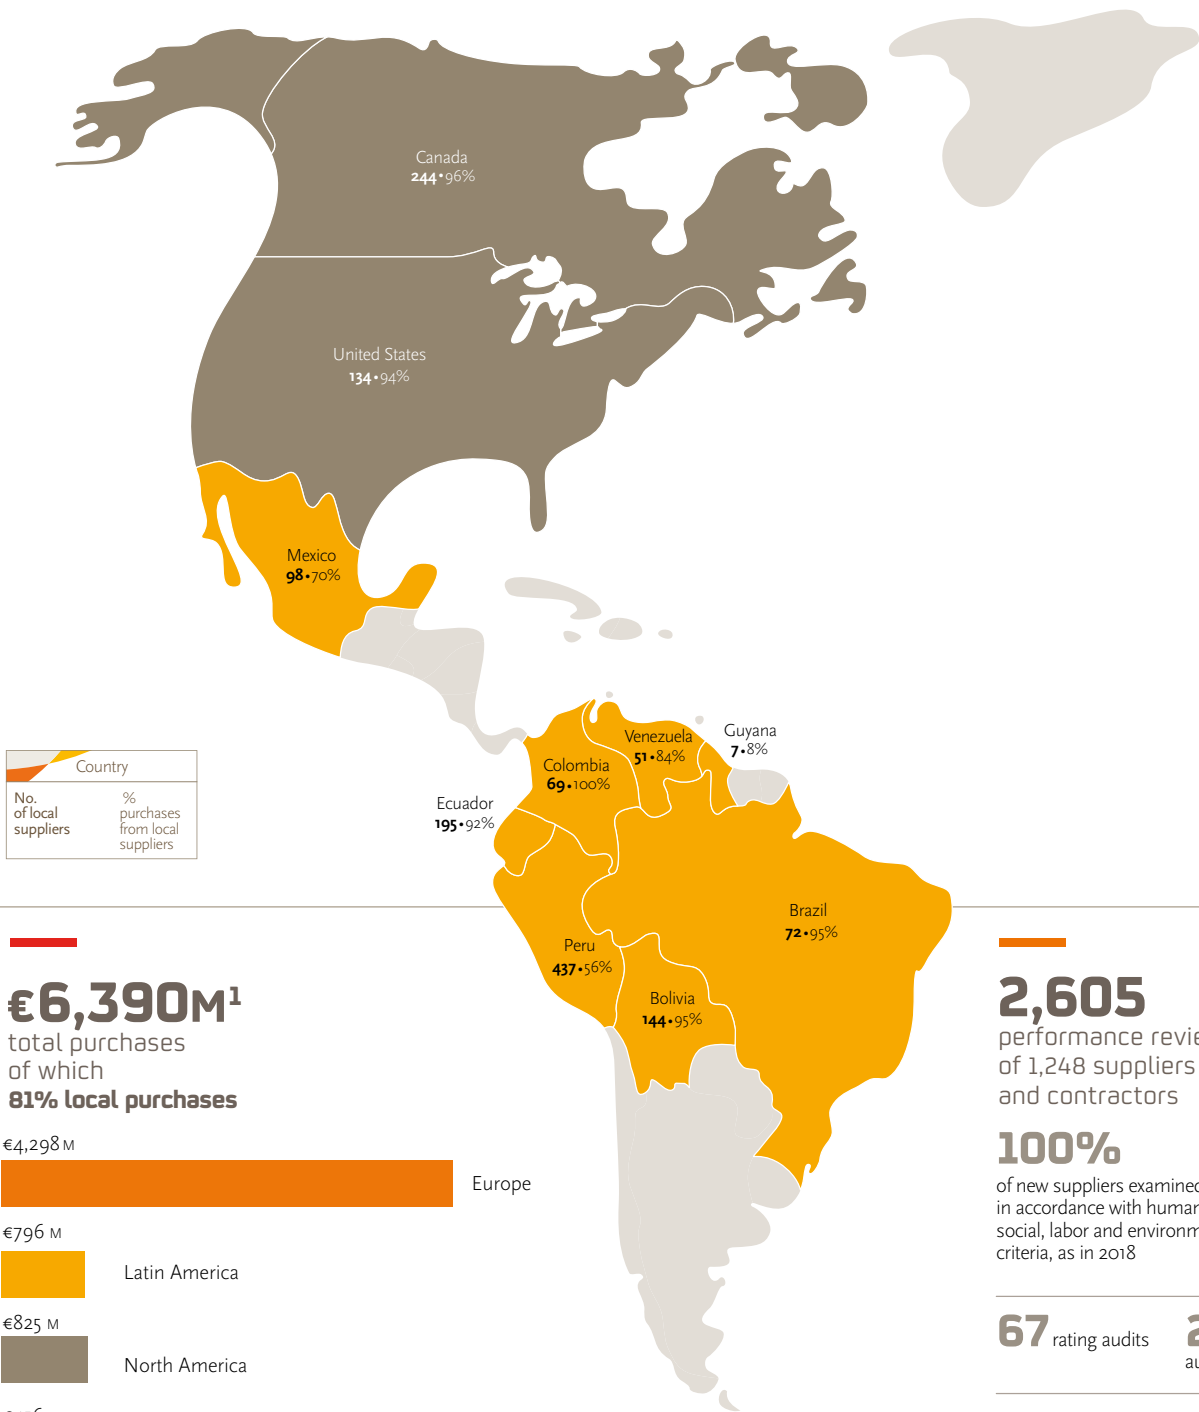 Canada
244•96%
United States
134•94%
Mexico
98•70%
Guyana
7•8%
Venezuela
51•84%
Colombia
69•100%
Ecuador
195•92%
Country
No.
of local
suppliers
%
purchases
from local
suppliers
Brazil
72•95%
Peru
437•56%
Bolivia
144•95%
€6,390M¹
total purchases
of which
81% local purchases
€4,298 M
Europe
€796 M
Latin America
€825 M
North America
2,605
performance revie
of 1,248 suppliers
and contractors
100%
of new suppliers examined
in accordance with human
social, labor and environm
criteria, as in 2018
67 rating audits